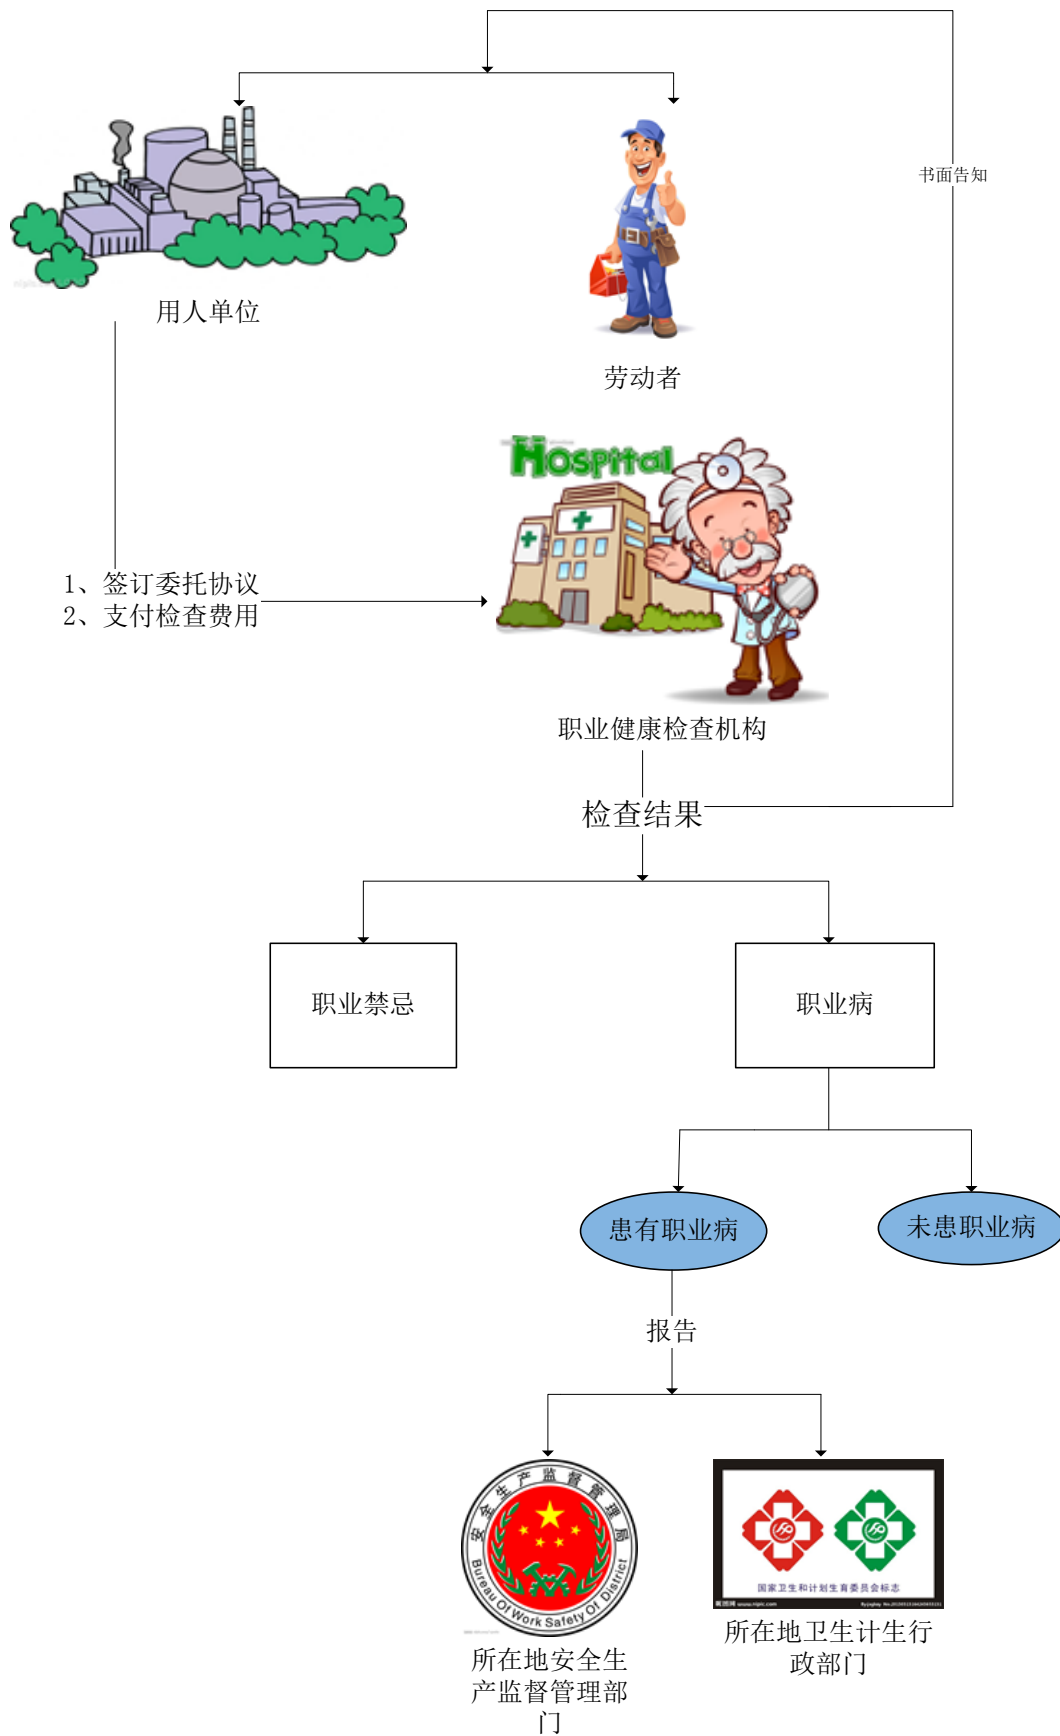 书面告知
用人单位
劳动者
Hospital
1、签订委托协议
2、支付检查费用
职业健康检查机构
检查结果
职业禁忌
职业病
患有职业病
未患职业病
报告
安全生产监督管理局
Bureau Of Work Safety Of District
国家卫生和计划生育委员会标志
所在地安全生
产监督管理部
门
所在地卫生计生行
政部门